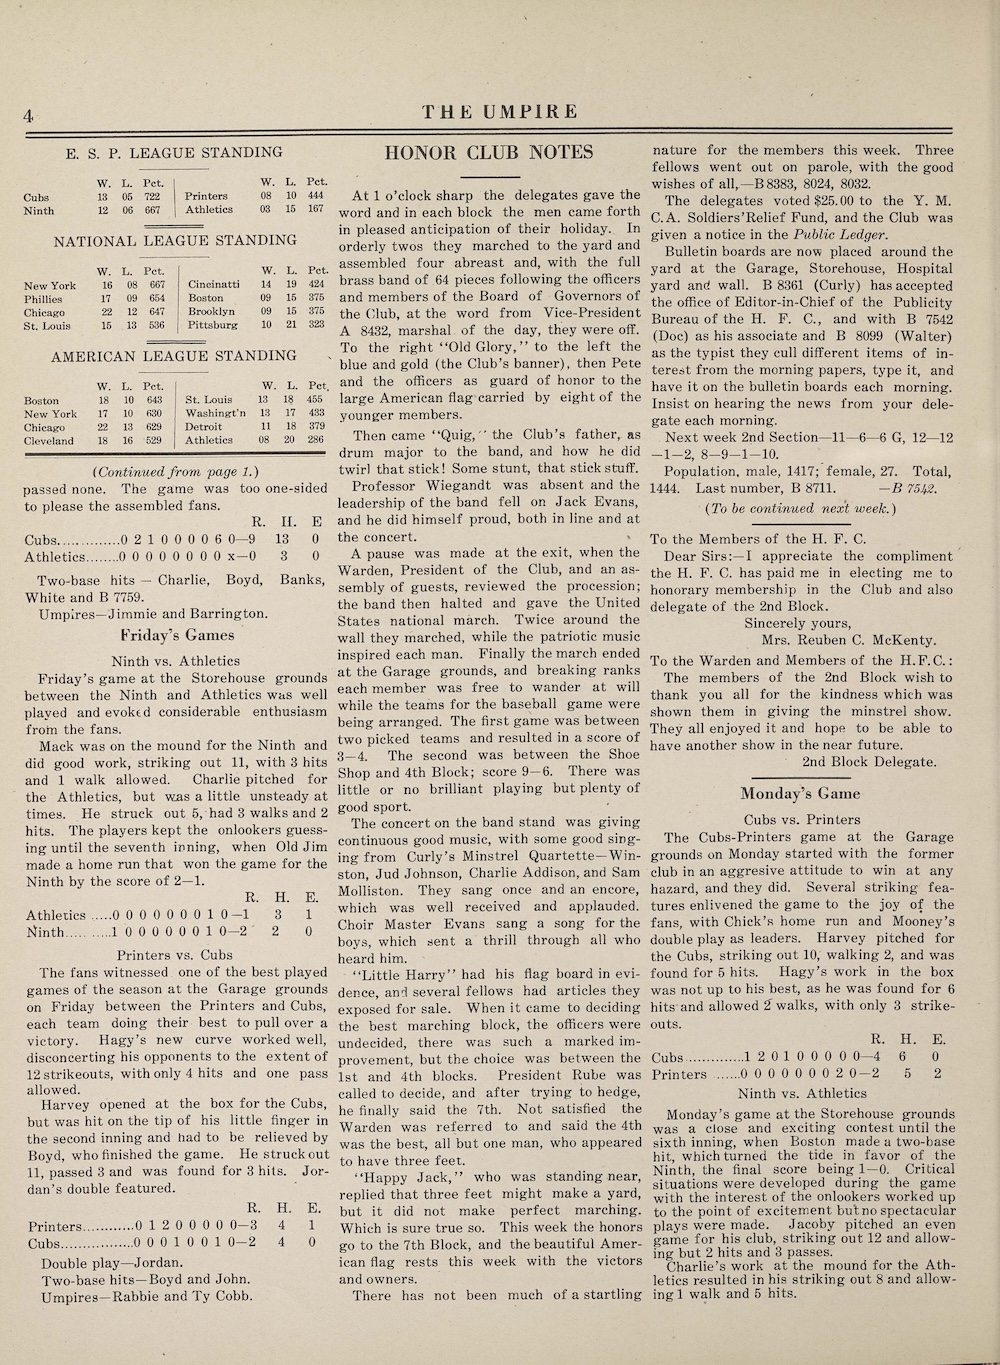 4
THE UMPIRE
E. S. P. LEAGUE STANDING
W. L. Pct. W. L. Pct.
Cubs 13 05 722 Printers 08 10 444
Ninth 12 06 667 Athletics 03 15 167
NATIONAL LEAGUE STANDING
W. L. Pct. W. L. Pct.
New York 16 08 667 Cincinatti 14 19 424
Phillies 17 09 654 Boston 09 15 375
Chicago 22 12 647 Brooklyn 09 15 375
St. Louis 15 13 536 Pittsburg 10 21 323
AMERICAN LEAGUE STANDING
W. L. Pct. W. L. Pct.
Boston 18 10 643 St. Louis 13 18 455
New York 17 10 630 Washingt'n 13 17 433
Chicago 22 13 629 Detroit 11 18 379
Cleveland 18 16 529 Athletics 08 20 286
(Continued from page 1.)
passed none. The game was too one-sided
to please the assembled fans.
R. H. E
Cubs..............0 2 1 0 0 0 0 6 0—9 13 0
Athletics........0 0 0 0 0 0 0 0 x—0 3 0
Two-base hits — Charlie, Boyd, Banks,
White and B 7759.
Umpires—Jimmie and Barrington.
Friday's Games
Ninth vs. Athletics
Friday's game at the Storehouse grounds
between the Ninth and Athletics was well
played and evoked considerable enthusiasm
from the fans.
Mack was on the mound for the Ninth and
did good work, striking out 11, with 3 hits
and 1 walk allowed. Charlie pitched for
the Athletics, but was a little unsteady at
times. He struck out 5, had 3 walks and 2
hits. The players kept the onlookers guess-
ing until the seventh inning, when Old Jim
made a home run that won the game for the
Ninth by the score of 2—1.
R. H. E.
Athletics .....0 0 0 0 0 0 0 1 0—1 3 1
Ninth..... .....1 0 0 0 0 0 0 1 0—2 2 0
Printers vs. Cubs
The fans witnessed one of the best played
games of the season at the Garage grounds
on Friday between the Printers and Cubs,
each team doing their best to pull over a
victory. Hagy's new curve worked well,
disconcerting his opponents to the extent of
12 strikeouts, with only 4 hits and one pass
allowed.
Harvey opened at the box for the Cubs,
but was hit on the tip of his little finger in
the second inning and had to be relieved by
Boyd, who finished the game. He struck out
11, passed 3 and was found for 3 hits. Jor-
dan's double featured.
R. H. E.
Printers............0 1 2 0 0 0 0 0—3 4 1
Cubs.................0 0 0 1 0 0 1 0—2 4 0
Double play—Jordan.
Two-base hits—Boyd and John.
Umpires—Rabbie and Ty Cobb.
HONOR CLUB NOTES
At 1 o'clock sharp the delegates gave the
word and in each block the men came forth
in pleased anticipation of their holiday. In
orderly twos they marched to the yard and
assembled four abreast and, with the full
brass band of 64 pieces following the officers
and members of the Board of Governors of
the Club, at the word from Vice-President
A 8432, marshal of the day, they were off.
To the right "Old Glory," to the left the
blue and gold (the Club's banner), then Pete
and the officers as guard of honor to the
large American flag carried by eight of the
younger members.
Then came "Quig," the Club's father, as
drum major to the band, and how he did
twirl that stick! Some stunt, that stick stuff.
Professor Wiegandt was absent and the
leadership of the band fell on Jack Evans,
and he did himself proud, both in line and at
the concert.
A pause was made at the exit, when the
Warden, President of the Club, and an as-
sembly of guests, reviewed the procession;
the band then halted and gave the United
States national march. Twice around the
wall they marched, while the patriotic music
inspired each man. Finally the march ended
at the Garage grounds, and breaking ranks
each member was free to wander at will
while the teams for the baseball game were
being arranged. The first game was between
two picked teams and resulted in a score of
3—4. The second was between the Shoe
Shop and 4th Block; score 9—6. There was
little or no brilliant playing but plenty of
good sport.
The concert on the band stand was giving
continuous good music, with some good sing-
ing from Curly's Minstrel Quartette—Win-
ston, Jud Johnson, Charlie Addison, and Sam
Molliston. They sang once and an encore,
which was well received and applauded.
Choir Master Evans sang a song for the
boys, which sent a thrill through all who
heard him.
"Little Harry" had his flag board in evi-
dence, and several fellows had articles they
exposed for sale. When it came to deciding
the best marching block, the officers were
undecided, there was such a marked im-
provement, but the choice was between the
1st and 4th blocks. President Rube was
called to decide, and after trying to hedge,
he finally said the 7th. Not satisfied the
Warden was referred to and said the 4th
was the best, all but one man, who appeared
to have three feet.
"Happy Jack," who was standing near,
replied that three feet might make a yard,
but it did not make perfect marching.
Which is sure true so. This week the honors
go to the 7th Block, and the beautiful Amer-
ican flag rests this week with the victors
and owners.
There has not been much of a startling
nature for the members this week. Three
fellows went out on parole, with the good
wishes of all,—B 8383, 8024, 8032.
The delegates voted $25.00 to the Y. M.
C. A. Soldiers' Relief Fund, and the Club was
given a notice in the Public Ledger.
Bulletin boards are now placed around the
yard at the Garage, Storehouse, Hospital
yard and wall. B 8361 (Curly) has accepted
the office of Editor-in-Chief of the Publicity
Bureau of the H. F. C., and with B 7542
(Doc) as his associate and B 8099 (Walter)
as the typist they cull different items of in-
terest from the morning papers, type it, and
have it on the bulletin boards each morning.
Insist on hearing the news from your dele-
gate each morning.
Next week 2nd Section—11—6—6 G, 12—12
—1—2, 8—9—1—10.
Population, male, 1417; female, 27. Total,
1444. Last number, B 8711. —B 7542.
(To be continued next week.)
To the Members of the H. F. C.
Dear Sirs:—I appreciate the compliment
the H. F. C. has paid me in electing me to
honorary membership in the Club and also
delegate of the 2nd Block.
Sincerely yours,
Mrs. Reuben C. McKenty.
To the Warden and Members of the H.F.C.:
The members of the 2nd Block wish to
thank you all for the kindness which was
shown them in giving the minstrel show.
They all enjoyed it and hope to be able to
have another show in the near future.
2nd Block Delegate.
Monday's Game
Cubs vs. Printers
The Cubs-Printers game at the Garage
grounds on Monday started with the former
club in an aggresive attitude to win at any
hazard, and they did. Several striking fea-
tures enlivened the game to the joy of the
fans, with Chick's home run and Mooney's
double play as leaders. Harvey pitched for
the Cubs, striking out 10, walking 2, and was
found for 5 hits. Hagy's work in the box
was not up to his best, as he was found for 6
hits and allowed 2 walks, with only 3 strike-
outs.
R. H. E.
Cubs.............1 2 0 1 0 0 0 0 0—4 6 0
Printers ......0 0 0 0 0 0 0 2 0—2 5 2
Ninth vs. Athletics
Monday's game at the Storehouse grounds
was a close and exciting contest until the
sixth inning, when Boston made a two-base
hit, which turned the tide in favor of the
Ninth, the final score being 1—0. Critical
situations were developed during the game
with the interest of the onlookers worked up
to the point of excitement but no spectacular
plays were made. Jacoby pitched an even
game for his club, striking out 12 and allow-
ing but 2 hits and 3 passes.
Charlie's work at the mound for the Ath-
letics resulted in his striking out 8 and allow-
ing 1 walk and 5 hits.